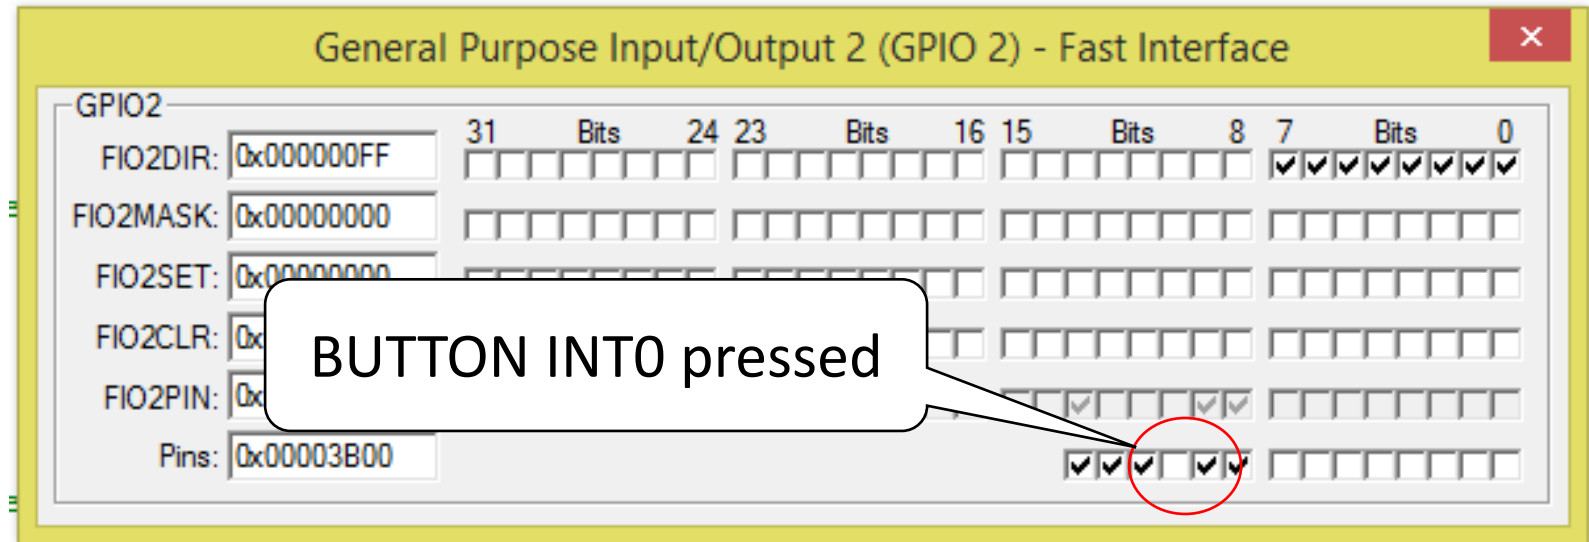 General Purpose Input/Output 2 (GPIO 2) - Fast Interface
GPIO2
31 Bits 24 23 Bits 16 15 Bits 8 7 Bits 0
FIO2DIR: 0x000000FF
FIO2MASK: 0x00000000
FIO2SET: 0x00000000
FIO2CLR: 0x
BUTTON INT0 pressed
FIO2PIN: 0x
Pins: 0x00003B00